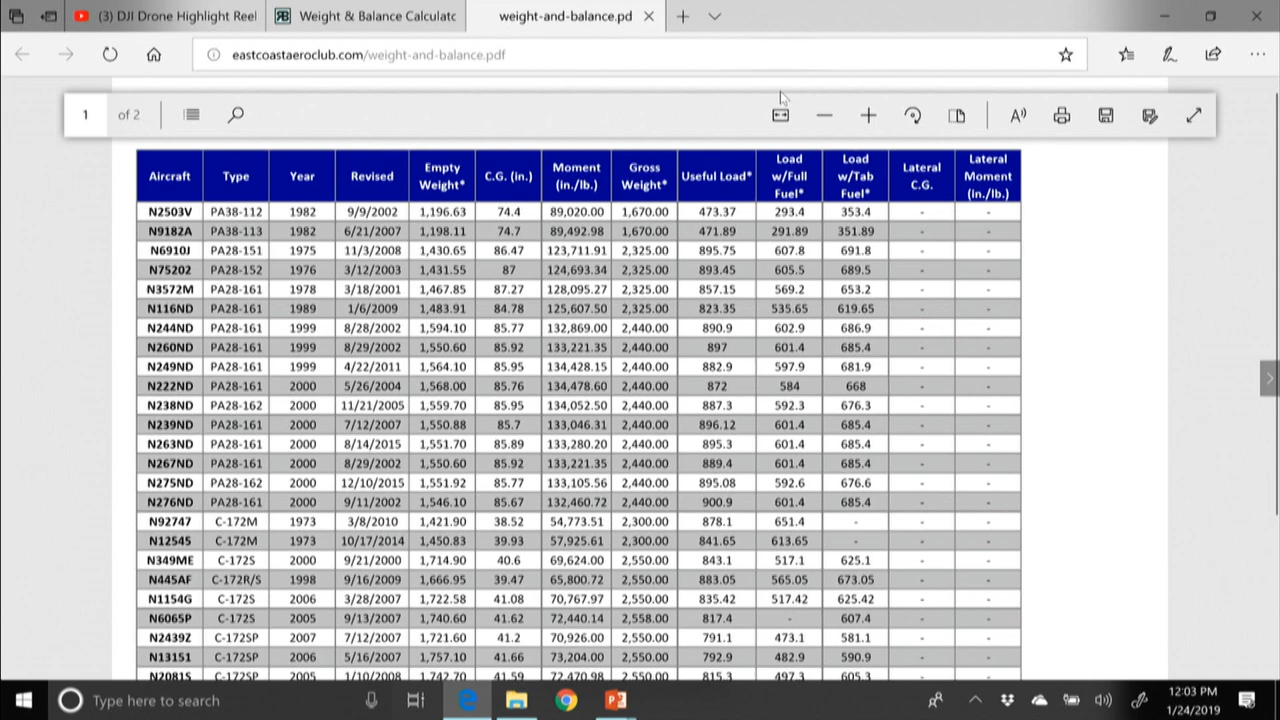 (3) DJI Drone Highlight Reel Weight & Balance Calculatc weight-and-balance.pd
eastcoastaeroclub.com/weight-and-balance.pdf
1 of 2
Aircraft Type Year Revised Empty Weight* C.G. (in.) Moment (in./lb.) Gross Weight* Useful Load* Load w/Full Fuel* Load w/Tab Fuel* Lateral C.G. Lateral Moment (in./lb.)
N2503V PA38-112 1982 9/9/2002 1,196.63 74.4 89,020.00 1,670.00 473.37 293.4 353.4 - -
N9182A PA38-113 1982 6/21/2007 1,198.11 74.7 89,492.98 1,670.00 471.89 291.89 351.89 - -
N6910J PA28-151 1975 11/3/2008 1,430.65 86.47 123,711.91 2,325.00 895.75 607.8 691.8 - -
N75202 PA28-152 1976 3/12/2003 1,431.55 87 124,693.34 2,325.00 893.45 605.5 689.5 - -
N3572M PA28-161 1978 3/18/2001 1,467.85 87.27 128,095.27 2,325.00 857.15 569.2 653.2 - -
N116ND PA28-161 1989 1/6/2009 1,483.91 84.78 125,607.50 2,325.00 823.35 535.65 619.65 - -
N244ND PA28-161 1999 8/28/2002 1,594.10 85.77 132,869.00 2,440.00 890.9 602.9 686.9 - -
N260ND PA28-161 1999 8/29/2002 1,550.60 85.92 133,221.35 2,440.00 897 601.4 685.4 - -
N249ND PA28-161 1999 4/22/2011 1,564.10 85.95 134,428.15 2,440.00 882.9 597.9 681.9 - -
N222ND PA28-161 2000 5/26/2004 1,568.00 85.76 134,478.60 2,440.00 872 584 668 - -
N238ND PA28-162 2000 11/21/2005 1,559.70 85.95 134,052.50 2,440.00 887.3 592.3 676.3 - -
N239ND PA28-161 2000 7/12/2007 1,550.88 85.7 133,046.31 2,440.00 896.12 601.4 685.4 - -
N263ND PA28-161 2000 8/14/2015 1,551.70 85.89 133,280.20 2,440.00 895.3 601.4 685.4 - -
N267ND PA28-161 2000 8/29/2002 1,550.60 85.92 133,221.35 2,440.00 889.4 601.4 685.4 - -
N275ND PA28-162 2000 12/10/2015 1,551.92 85.77 133,105.56 2,440.00 895.08 592.6 676.6 - -
N276ND PA28-161 2000 9/11/2002 1,546.10 85.67 132,460.72 2,440.00 900.9 601.4 685.4 - -
N92747 C-172M 1973 3/8/2010 1,421.90 38.52 54,773.51 2,300.00 878.1 651.4 - - -
N12545 C-172M 1973 10/17/2014 1,450.83 39.93 57,925.61 2,300.00 841.65 613.65 - - -
N349ME C-172S 2000 9/21/2000 1,714.90 40.6 69,624.00 2,550.00 843.1 517.1 625.1 - -
N445AF C-172R/S 1998 9/16/2009 1,666.95 39.47 65,800.72 2,550.00 883.05 565.05 673.05 - -
N1154G C-172S 2006 3/28/2007 1,722.58 41.08 70,767.97 2,550.00 835.42 517.42 625.42 - -
N6065P C-172S 2005 9/13/2007 1,740.60 41.62 72,440.14 2,558.00 817.4 - 607.4 - -
N2439Z C-172SP 2007 7/12/2007 1,721.60 41.2 70,926.00 2,550.00 791.1 473.1 581.1 - -
N13151 C-172SP 2006 5/16/2007 1,757.10 41.66 73,204.00 2,550.00 792.9 482.9 590.9 - -
N2081S C-172SP 2005 1/10/2008 1,742.70 41.59 72,470.98 2,550.00 815.3 497.3 605.3 - -
Type here to search
12:03 PM
1/24/2019